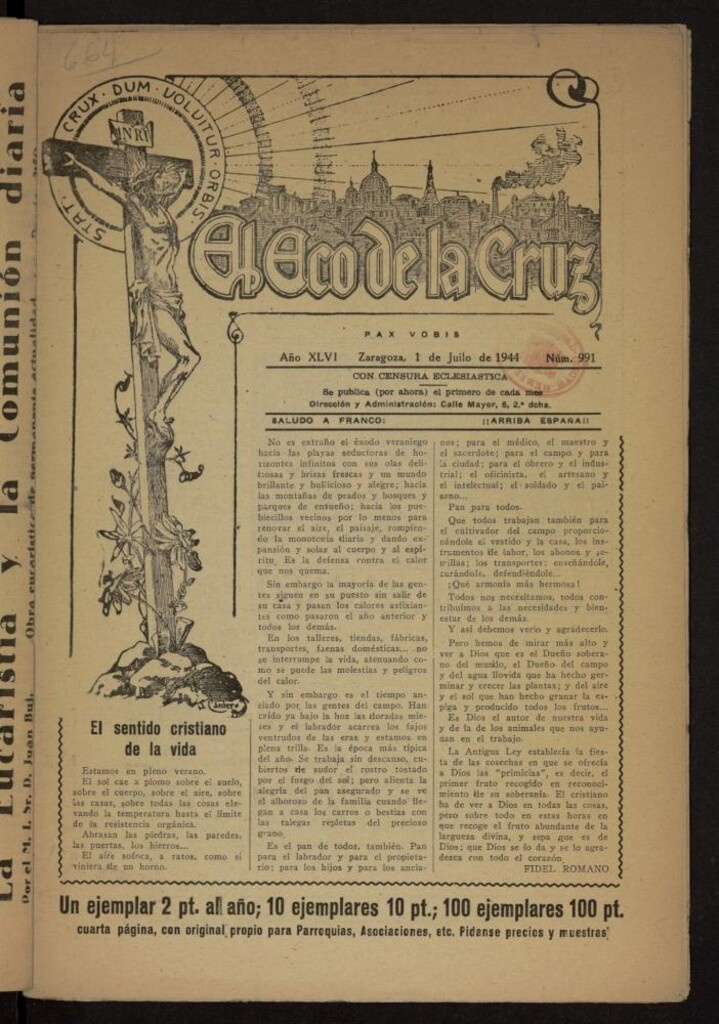 664
La Eucaristía y la Comunión diaria
Por el M. I. Sr. D. Juan Buj.
STAT · CRUX · DUM · VOLVITUR · ORBIS
INRI
El Eco de la Cruz
PAX VOBIS
Año XLVI Zaragoza, 1 de Juilo de 1944 Núm. 991
CON CENSURA ECLESIASTICA
Se publica (por ahora) el primero de cada mes
Dirección y Administración: Calle Mayor, 6, 2.º dcha.
SALUDO A FRANCO: ¡¡ARRIBA ESPAÑA!!
El sentido cristiano
de la vida
Estamos en pleno verano.
El sol cae a plomo sobre el suelo,
sobre el cuerpo, sobre el aire, sobre
las casas, sobre todas las cosas ele-
vando la temperatura hasta el límite
de la resistencia orgánica.
Abrasan las piedras, las paredes,
las puertas, los hierros...
El aire sofoca, a ratos, como si
viniera de un horno.
No es extraño el éxodo veraniego
hacia las playas seductoras de ho-
rizontes infinitos con sus olas deli-
ciosas y brisas frescas y un mundo
brillante y bullicioso y alegre; hacia
las montañas de prados y bosques y
parques de ensueño; hacia los pue-
blecillos vecinos por lo menos para
renovar el aire, el paisaje, rompien-
do la monotonía diaria y dando ex-
pansión y solaz al cuerpo y al espí-
ritu. Es la defensa contra el calor
que nos quema.
Sin embargo la mayoría de las gen-
tes siguen en su puesto sin salir de
su casa y pasan los calores asfixian-
tes como pasaron el año anterior y
todos los demás.
En los talleres, tiendas, fábricas,
transportes, faenas domésticas... no
se interrumpe la vida, atenuando co-
mo se puede las molestias y peligros
del calor.
Y sin embargo es el tiempo an-
siado por las gentes del campo. Han
caído ya bajo la hoz las doradas mie-
ses y el labrador acarrea los fajos
ventrudos de las eras y estamos en
plena trilla. Es la época más típica
del año. Se trabaja sin descanso, cu-
biertos de sudor el rostro tostado
por el fuego del sol; pero alienta la
alegría del pan asegurado y se ve
el alborozo de la familia cuando lle-
gan a casa los carros o bestias con
las talegas repletas del precioso
grano.
Es el pan de todos, también. Pan
para el labrador y para el propieta-
rio; para los hijos y para los ancia-
nos; para el médico, el maestro y
el sacerdote; para el campo y para
la ciudad; para el obrero y el indus-
trial; el oficinista, el artesano y
el intelectual; el soldado y el pai-
sano...
Pan para todos.
Que todos trabajan también para
el cultivador del campo proporcio-
nándole el vestido y la casa, los ins-
trumentos de labor, los abonos y se-
millas; los transportes; enseñándole,
curándole, defendiéndole...
¡Qué armonía más hermosa!
Todos nos necesitamos, todos con-
tribuimos a las necesidades y bien-
estar de los demás.
Y así debemos verlo y agradecerlo.
Pero hemos de mirar más alto y
ver a Dios que es el Dueño sobera-
no del mundo, el Dueño del campo
y del agua llovida que ha hecho ger-
minar y crecer las plantas; y del aire
y el sol que han hecho granar la es-
piga y producido todos los frutos...
Es Dios el autor de nuestra vida
y de la de los animales que nos ayu-
dan en el trabajo.
La Antigua Ley establecía la fies-
ta de las cosechas en que se ofrecía
a Dios las "primicias", es decir, el
primer fruto recogido en reconoci-
miento de su soberanía. El cristiano
ha de ver a Dios en todas las cosas,
pero sobre todo en estas horas en
que recoge el fruto abundante de la
largueza divina, y sepa que es de
Dios; que Dios se lo da y se lo agra-
dezca con todo el corazón.
FIDEL ROMANO
Un ejemplar 2 pt. al año; 10 ejemplares 10 pt.; 100 ejemplares 100 pt.
cuarta página, con original propio para Parroquias, Asociaciones, etc. Pidanse precios y muestras